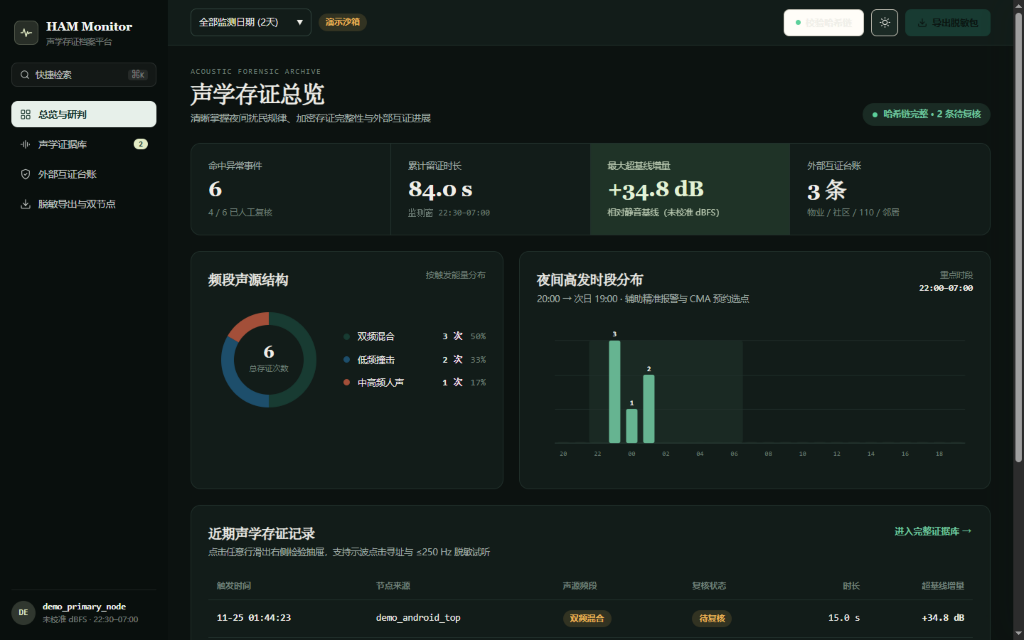 HAM Monitor
声学存证档案平台
快捷检索
⌘K
总览与研判
声学证据库
2
外部互证台账
脱敏导出与双节点
DE
demo_primary_node
未校准 dBFS · 22:30–07:00
全部监测日期 (2天)
演示沙箱
导出脱敏包
ACOUSTIC FORENSIC ARCHIVE
声学存证总览
清晰掌握夜间扰民规律、加密存证完整性与外部互证进展
哈希链完整 • 2 条待复核
命中异常事件
6
4 / 6 已人工复核
累计留证时长
84.0 s
监测窗 22:30–07:00
最大超基线增量
+34.8 dB
相对静音基线 (未校准 dBFS)
外部互证台账
3 条
物业 / 社区 / 110 / 邻居
频段声源结构
按触发能量分布
6
总存证次数
双频混合 3 次 50%
低频撞击 2 次 33%
中高频人声 1 次 17%
夜间高发时段分布
20:00 → 次日 19:00 · 辅助精准报警与 CMA 预约选点
重点时段
22:00–07:00
3
1
2
20 22 00 02 04 06 08 10 12 14 16 18
近期声学存证记录
点击任意行滑出右侧检验抽屉，支持示波点击寻址与 ≤250 Hz 脱敏试听
进入完整证据库 →
触发时间 节点来源 声源频段 复核状态 时长 超基线增量
11-25 01:44:23 demo_android_top 双频混合 待复核 15.0 s +34.8 dB